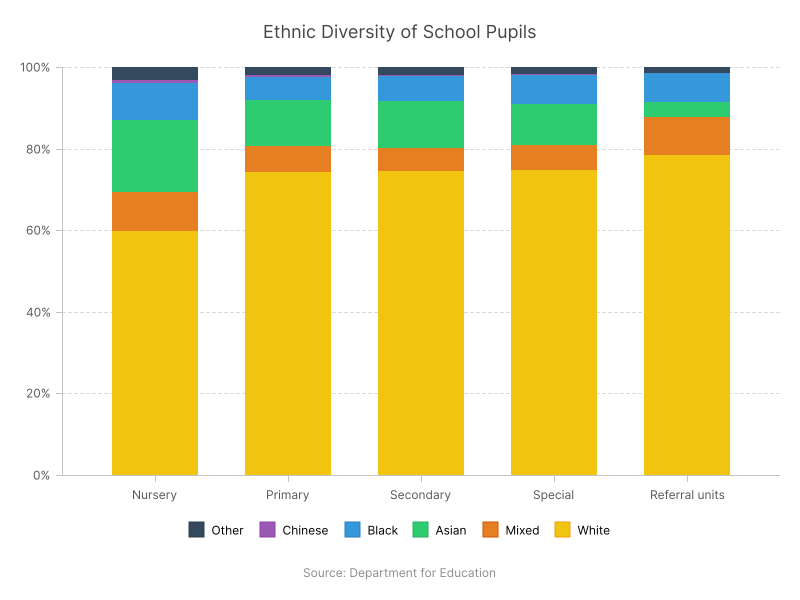 Ethnic Diversity of School Pupils
100%
80%
60%
40%
20%
0%
Nursery Primary Secondary Special Referral units
Other Chinese Black Asian Mixed White
Source: Department for Education